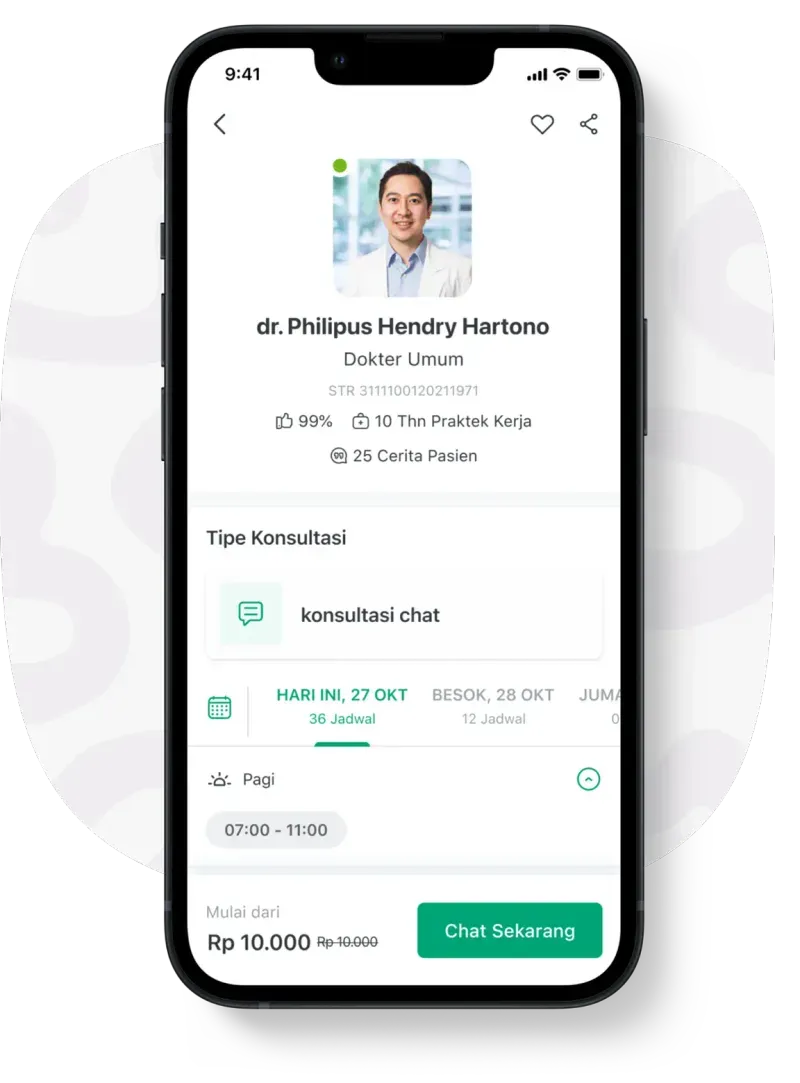 9:41
dr. Philipus Hendry Hartono
Dokter Umum
STR 3111100120211971
99% 10 Thn Praktek Kerja
25 Cerita Pasien
Tipe Konsultasi
konsultasi chat
HARI INI, 27 OKT BESOK, 28 OKT JUMA
36 Jadwal 12 Jadwal 0
Pagi
07:00 - 11:00
Mulai dari
Rp 10.000 Rp 10.000
Chat Sekarang